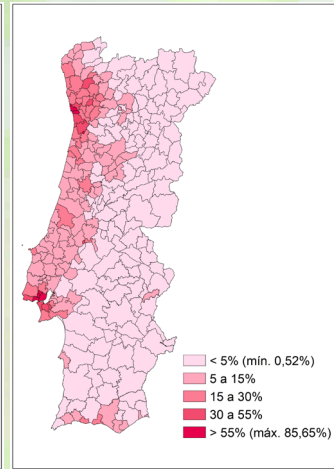 < 5% (mín. 0,52%)
5 a 15%
15 a 30%
30 a 55%
> 55% (máx. 85,65%)